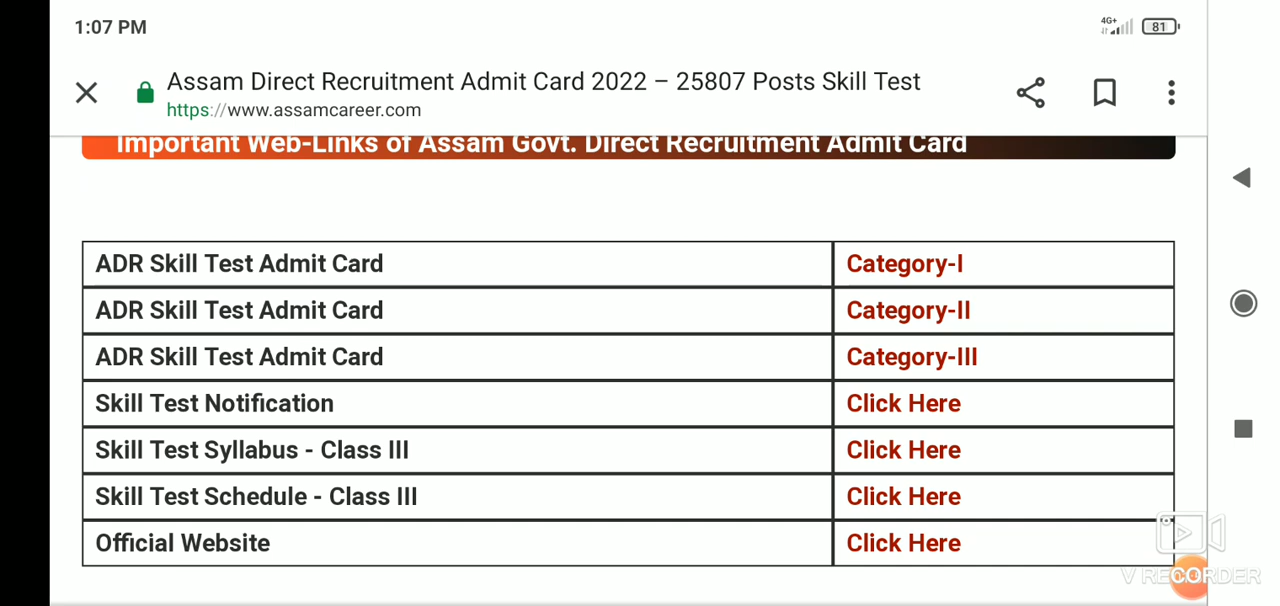 1:07 PM
4G+
81
Assam Direct Recruitment Admit Card 2022 – 25807 Posts Skill Test
https://www.assamcareer.com
Important Web-Links of Assam Govt. Direct Recruitment Admit Card
ADR Skill Test Admit Card Category-I
ADR Skill Test Admit Card Category-II
ADR Skill Test Admit Card Category-III
Skill Test Notification Click Here
Skill Test Syllabus - Class III Click Here
Skill Test Schedule - Class III Click Here
Official Website Click Here
V RECORDER